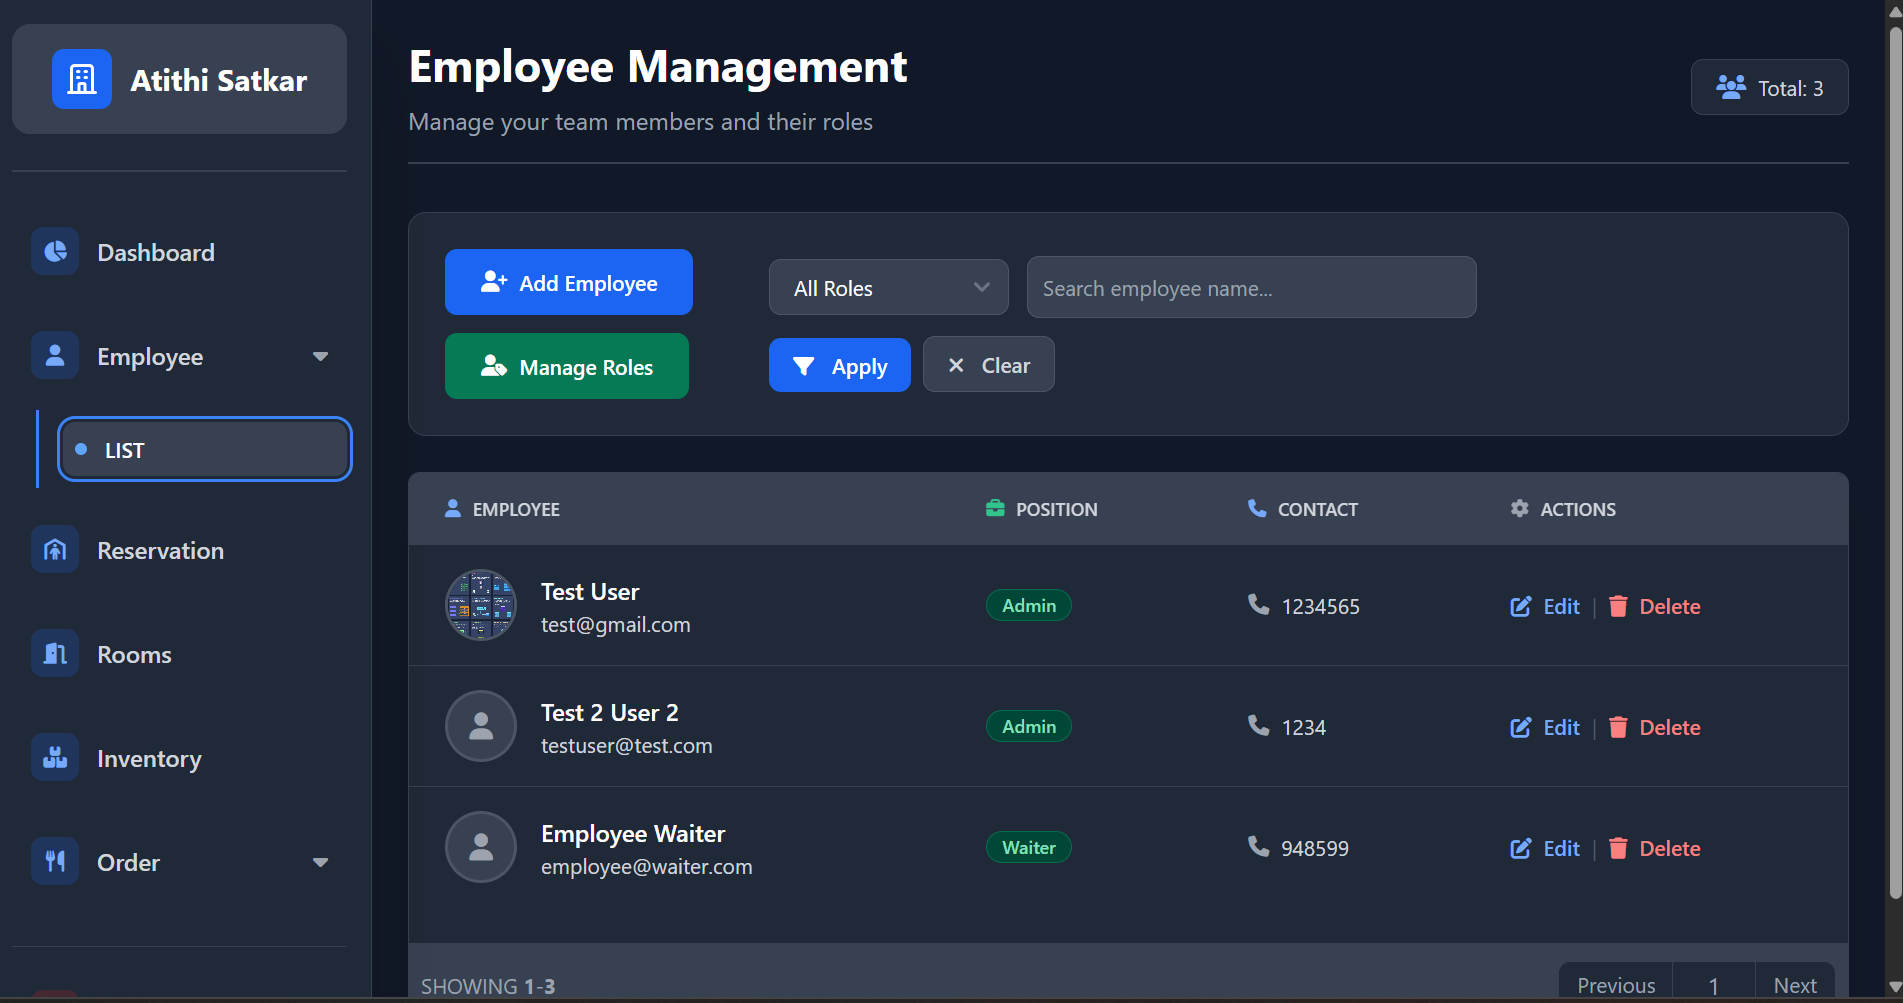 Atithi Satkar
Dashboard
Employee
LIST
Reservation
Rooms
Inventory
Order
Employee Management
Manage your team members and their roles
Total: 3
Add Employee
Manage Roles
All Roles
Search employee name...
Apply
Clear
EMPLOYEE POSITION CONTACT ACTIONS
Test User
test@gmail.com
Admin
1234565
Edit | Delete
Test 2 User 2
testuser@test.com
Admin
1234
Edit | Delete
Employee Waiter
employee@waiter.com
Waiter
948599
Edit | Delete
SHOWING 1-3
Previous 1 Next